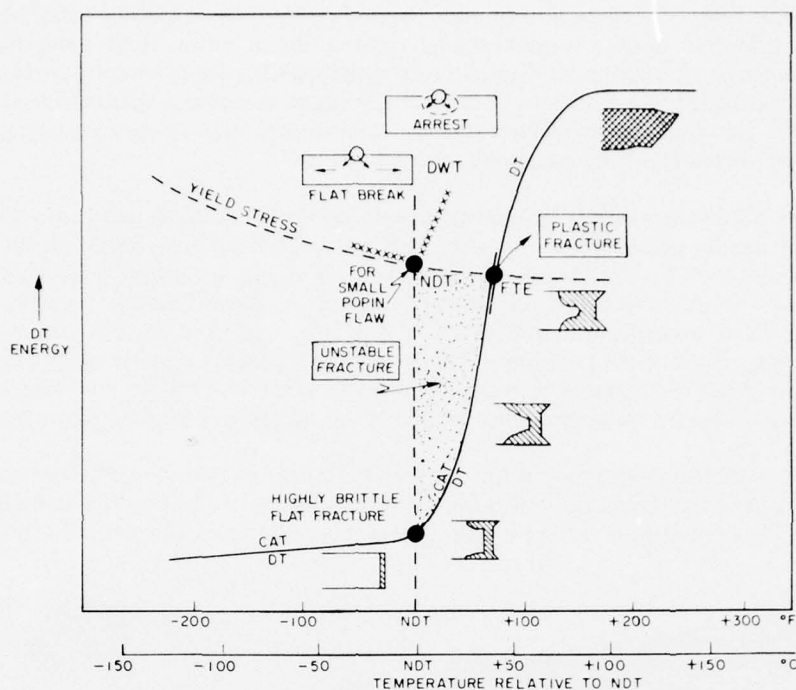 ARREST
DWT
FLAT BREAK
DT
YIELD STRESS
PLASTIC
FRACTURE
FOR
SMALL
POPIN
FLAW
NDT
FTE
DT
ENERGY
UNSTABLE
FRACTURE
CAT
DT
HIGHLY BRITTLE
FLAT FRACTURE
CAT
DT
-200 -100 NDT +100 +200 +300 °F
-150 -100 -50 NDT +50 +100 +150 °C
TEMPERATURE RELATIVE TO NDT